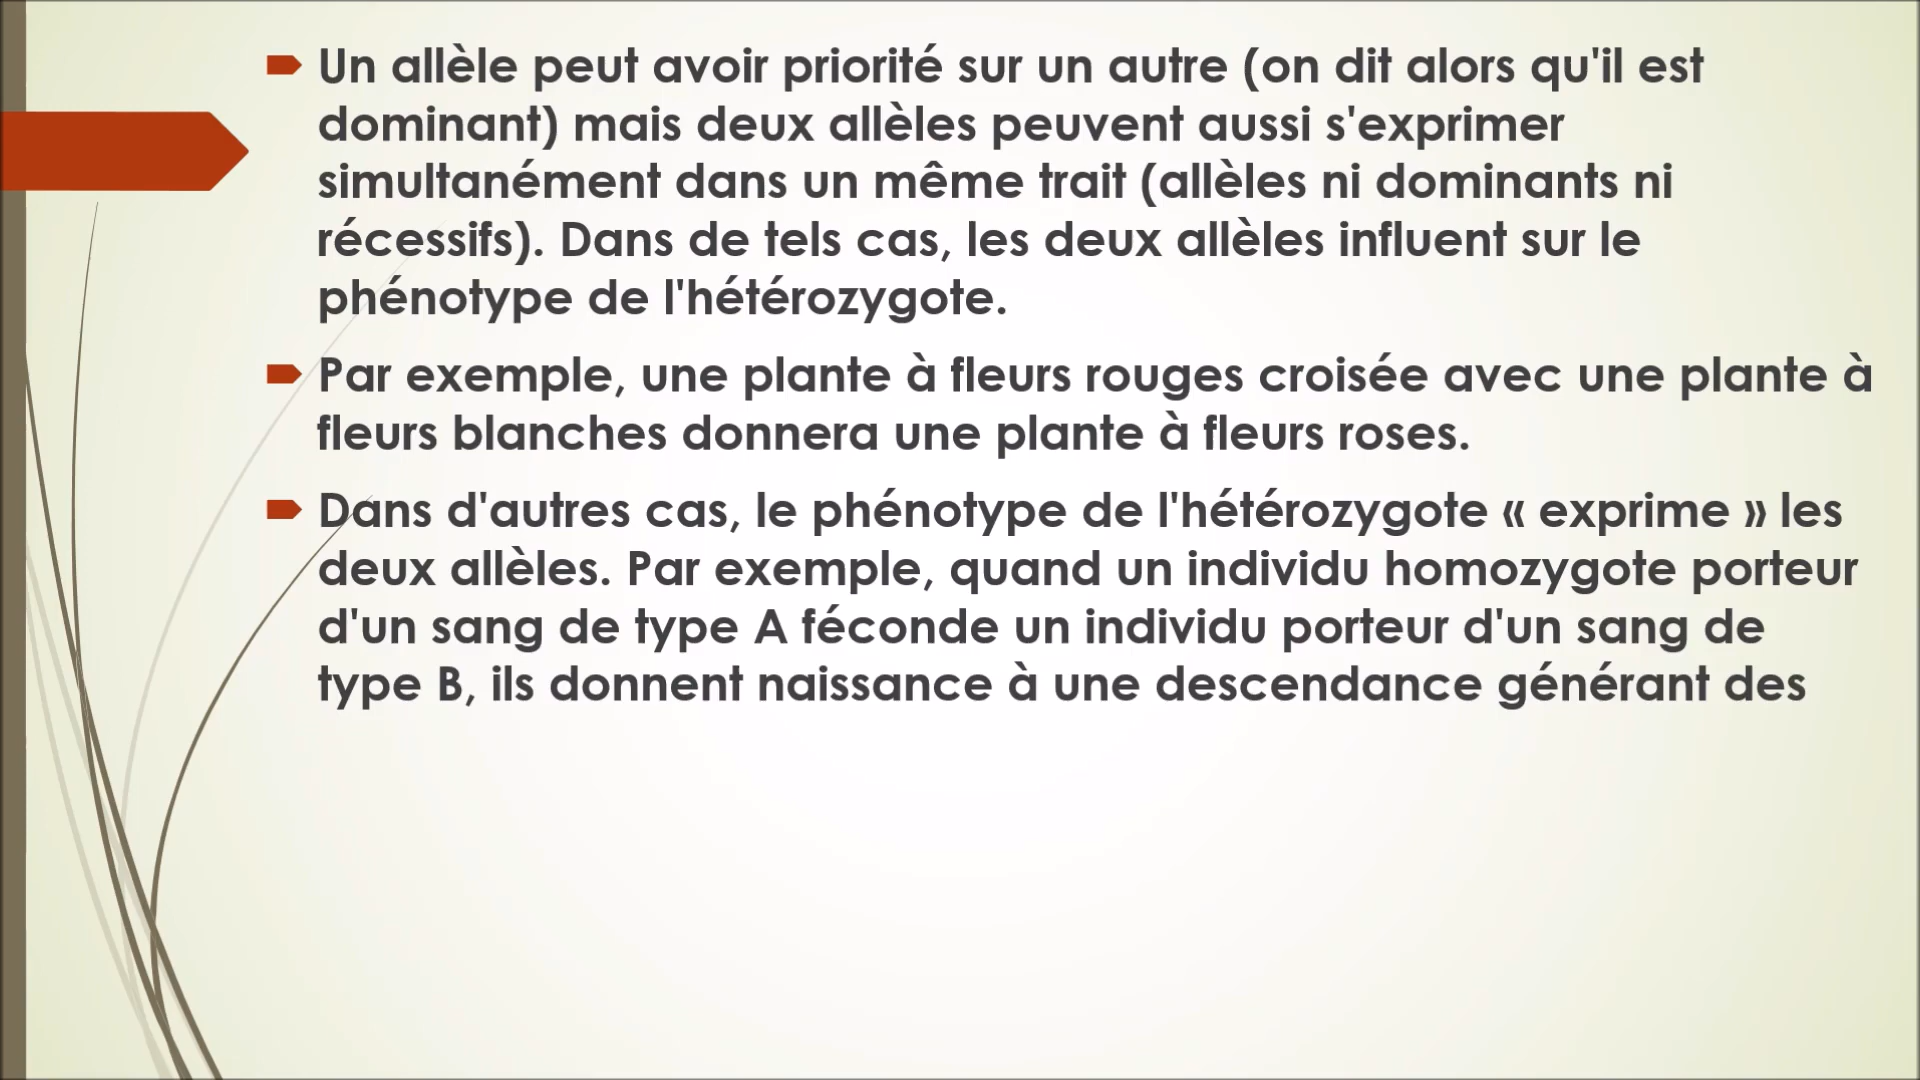 Un allèle peut avoir priorité sur un autre (on dit alors qu'il est
dominant) mais deux allèles peuvent aussi s'exprimer
simultanément dans un même trait (allèles ni dominants ni
récessifs). Dans de tels cas, les deux allèles influent sur le
phénotype de l'hétérozygote.
Par exemple, une plante à fleurs rouges croisée avec une plante à
fleurs blanches donnera une plante à fleurs roses.
Dans d'autres cas, le phénotype de l'hétérozygote « exprime » les
deux allèles. Par exemple, quand un individu homozygote porteur
d'un sang de type A féconde un individu porteur d'un sang de
type B, ils donnent naissance à une descendance générant des